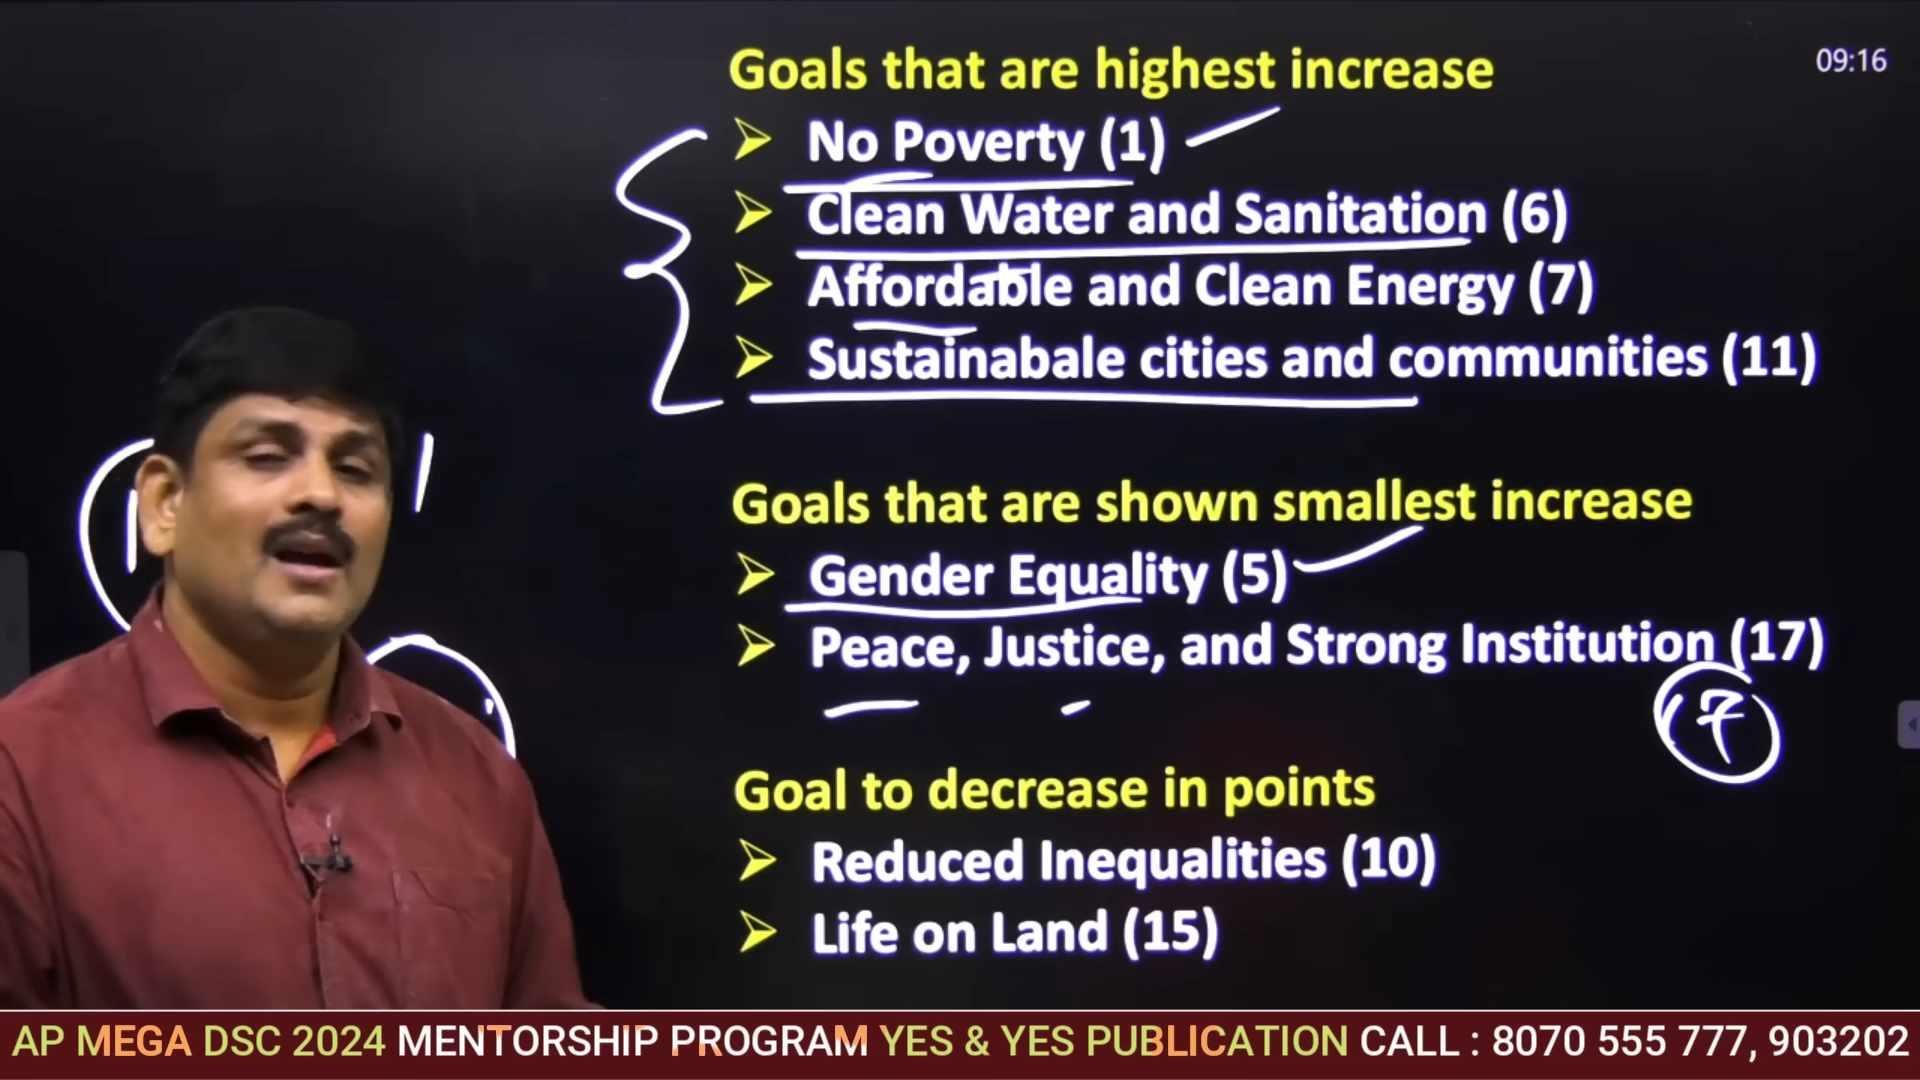 09:16
Goals that are highest increase
No Poverty (1)
Clean Water and Sanitation (6)
Affordable and Clean Energy (7)
Sustainabale cities and communities (11)
Goals that are shown smallest increase
Gender Equality (5)
Peace, Justice, and Strong Institution (17)
7
Goal to decrease in points
Reduced Inequalities (10)
Life on Land (15)
AP MEGA DSC 2024 MENTORSHIP PROGRAM YES & YES PUBLICATION CALL : 8070 555 777, 903202